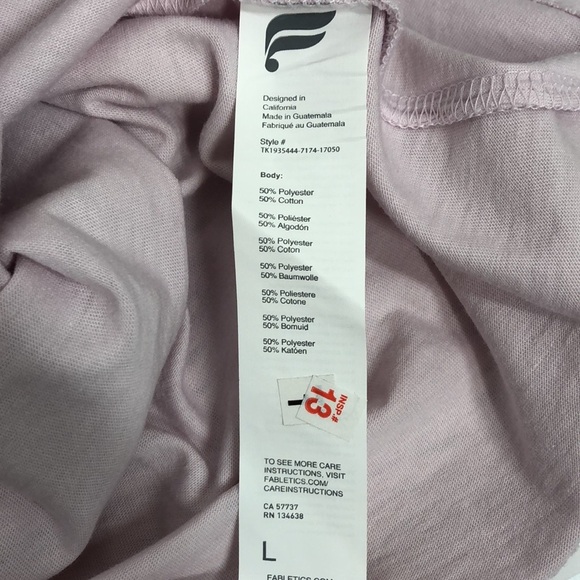 Designed in
California
Made in Guatemala
Fabriqué au Guatemala
Style #
TK1935444-7174-17050
Body:
50% Polyester
50% Cotton
50% Poliéster
50% Algodón
50% Polyester
50% Coton
50% Polyester
50% Baumwolle
50% Poliestere
50% Cotone
50% Polyester
50% Bomuld
50% Polyester
50% Katoen
INSP.#
13
TO SEE MORE CARE
INSTRUCTIONS, VISIT
FABLETICS.COM/
CAREINSTRUCTIONS
CA 57737
RN 134638
L
FABLETICS.COM